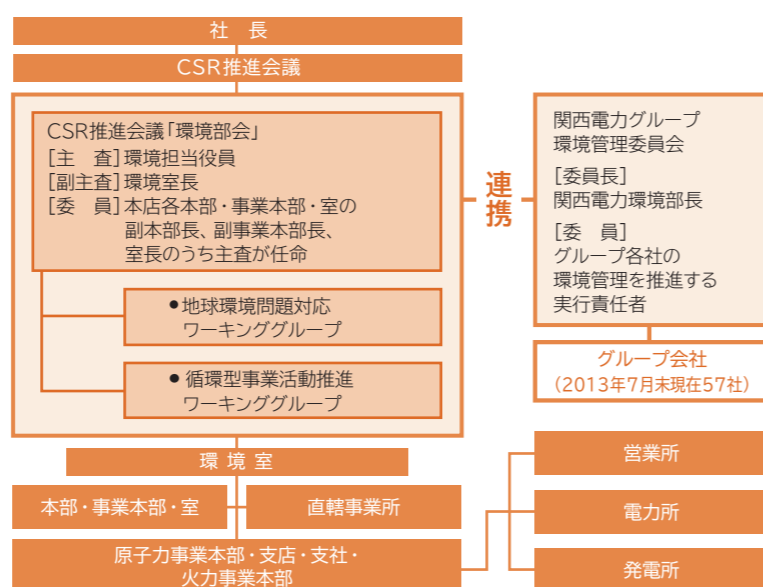 社　長
CSR推進会議
CSR推進会議「環境部会」
［主　査］環境担当役員
［副主査］環境室長
［委　員］本店各本部・事業本部・室の
副本部長、副事業本部長、
室長のうち主査が任命
●地球環境問題対応
ワーキンググループ
● 循環型事業活動推進
ワーキンググループ
連携
関西電力グループ
環境管理委員会
［委員長］
関西電力環境部長
［委　員］
グループ各社の
環境管理を推進する
実行責任者
グループ会社
（2013年7月末現在57社）
環 境 室
本部・事業本部・室
直轄事業所
原子力事業本部・支店・支社・
火力事業本部
営業所
電力所
発電所